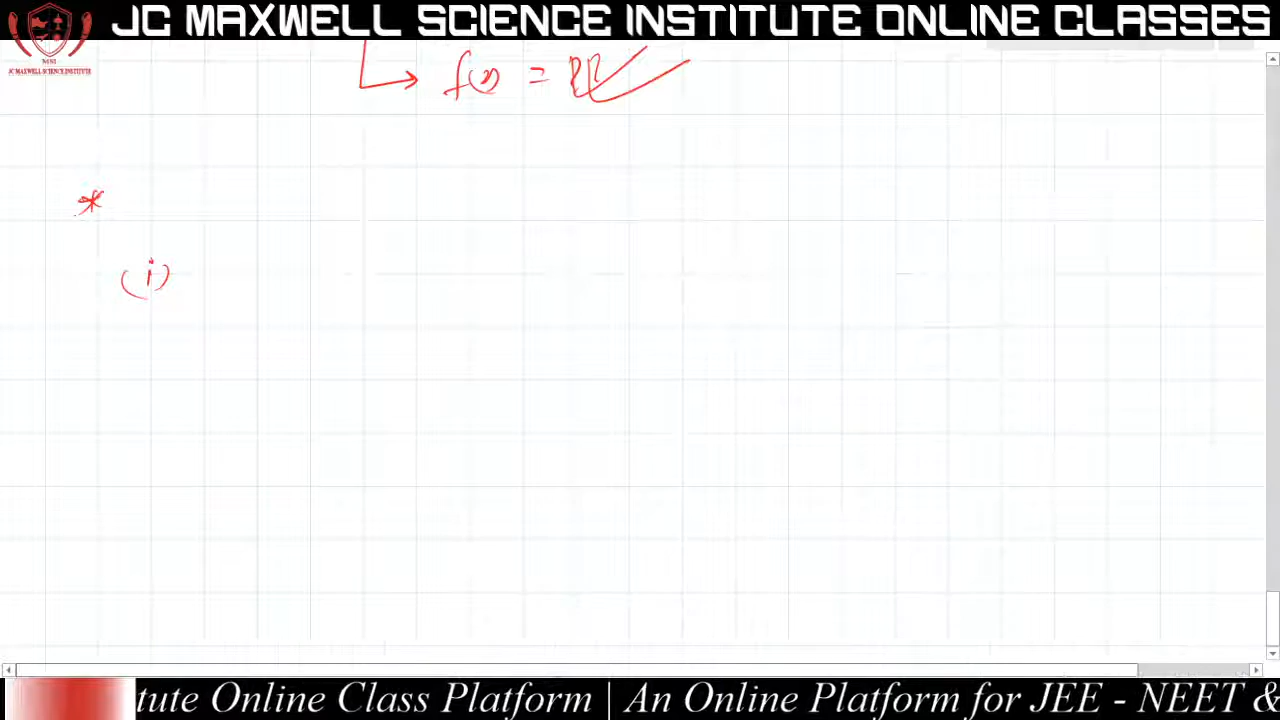 JC MAXWELL SCIENCE INSTITUTE ONLINE CLASSES
MSI
JC MAXWELL SCIENCE INSTITUTE
f(x) =
*
(i)
tute Online Class Platform | An Online Platform for JEE - NEET &